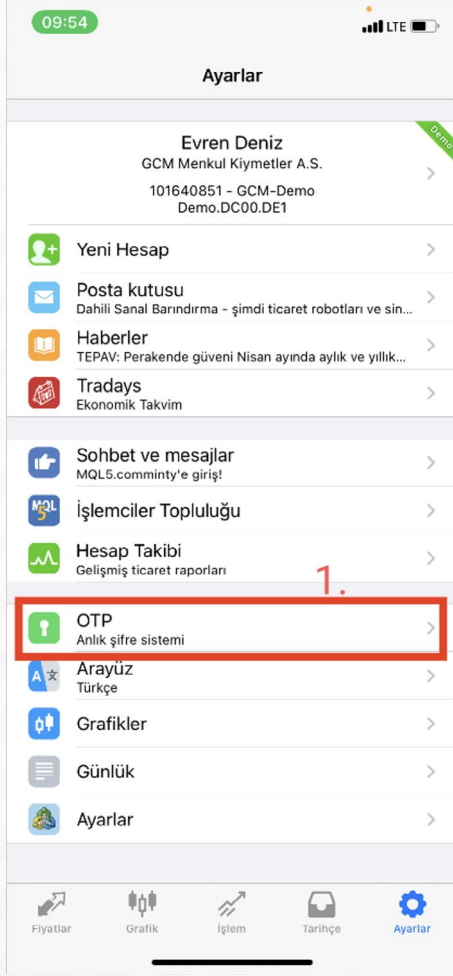 09:54
LTE
Ayarlar
Demo
Evren Deniz
GCM Menkul Kiymetler A.S.
101640851 - GCM-Demo
Demo.DC00.DE1
Yeni Hesap
Posta kutusu
Dahili Sanal Barındırma - şimdi ticaret robotları ve sin...
Haberler
TEPAV: Perakende güveni Nisan ayında aylık ve yıllık...
Tradays
Ekonomik Takvim
Sohbet ve mesajlar
MQL5.comminty'e giriş!
MQL
5
İşlemciler Topluluğu
Hesap Takibi
Gelişmiş ticaret raporları
1.
OTP
Anlık şifre sistemi
A 文
Arayüz
Türkçe
Grafikler
Günlük
Ayarlar
Fiyatlar
Grafik
İşlem
Tarihçe
Ayarlar